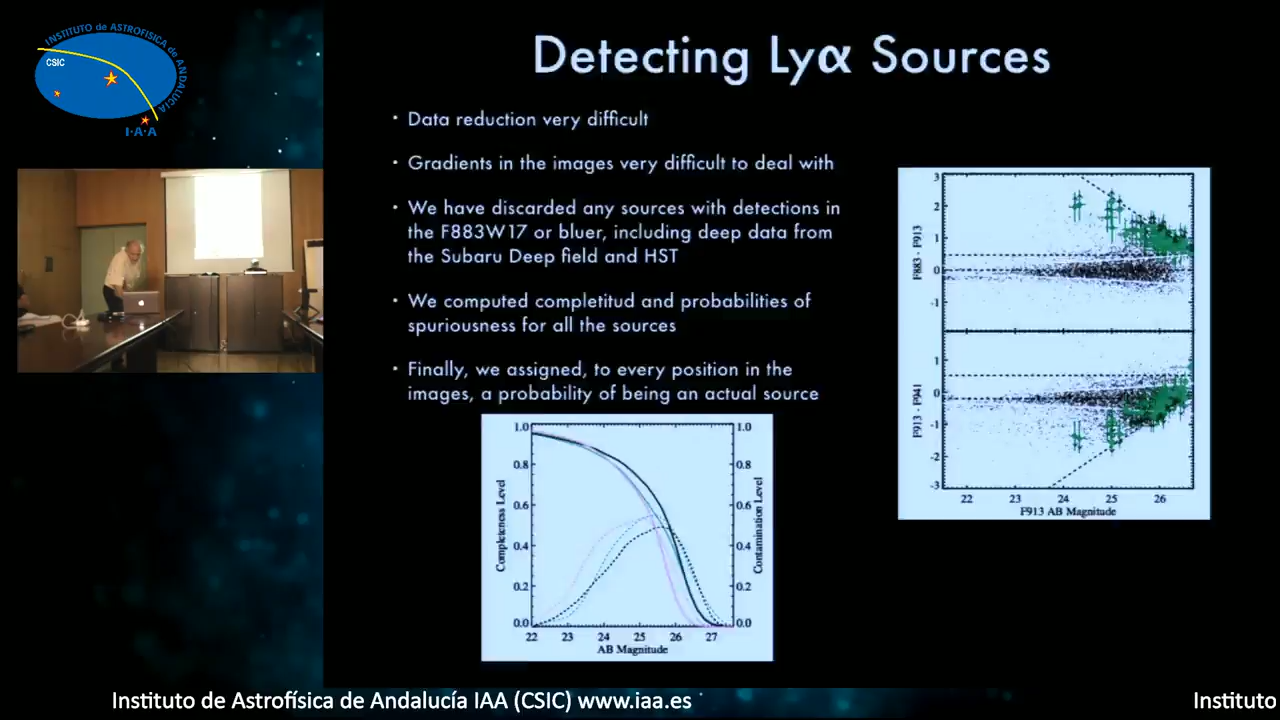 INSTITUTO de ASTROFÍSICA de ANDALUCÍA
CSIC
I·A·A
Detecting Lyα Sources
• Data reduction very difficult
• Gradients in the images very difficult to deal with
• We have discarded any sources with detections in
the F883W17 or bluer, including deep data from
the Subaru Deep field and HST
• We computed completitud and probabilities of
spuriousness for all the sources
• Finally, we assigned, to every position in the
images, a probability of being an actual source
3
2
1
0
-1
F883 - F913
1
0
-1
-2
-3
F913 - F941
22 23 24 25 26
F913 AB Magnitude
1.0
0.8
0.6
0.4
0.2
0.0
Completeness Level
1.0
0.8
0.6
0.4
0.2
0.0
Contamination Level
22 23 24 25 26 27
AB Magnitude
Instituto de Astrofísica de Andalucía IAA (CSIC) www.iaa.es
Instituto